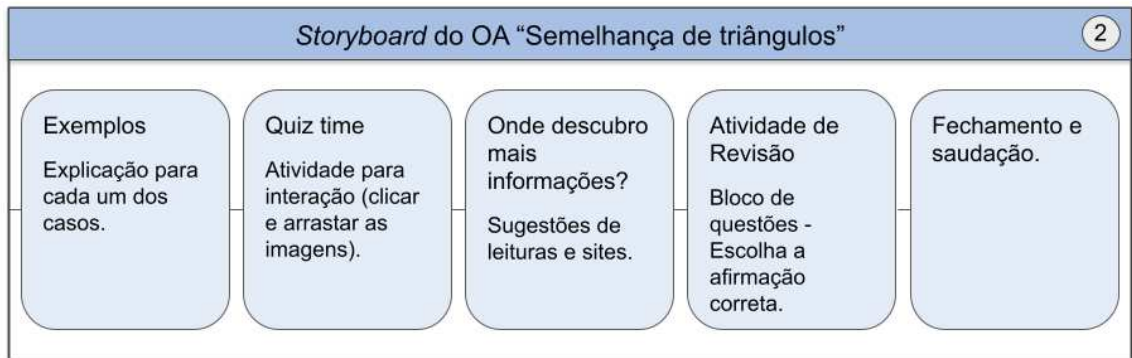 Storyboard do OA “Semelhança de triângulos”
2
Exemplos
Explicação para
cada um dos
casos.
Quiz time
Atividade para
interação (clicar
e arrastar as
imagens).
Onde descubro
mais
informações?
Sugestões de
leituras e sites.
Atividade de
Revisão
Bloco de
questões -
Escolha a
afirmação
correta.
Fechamento e
saudação.